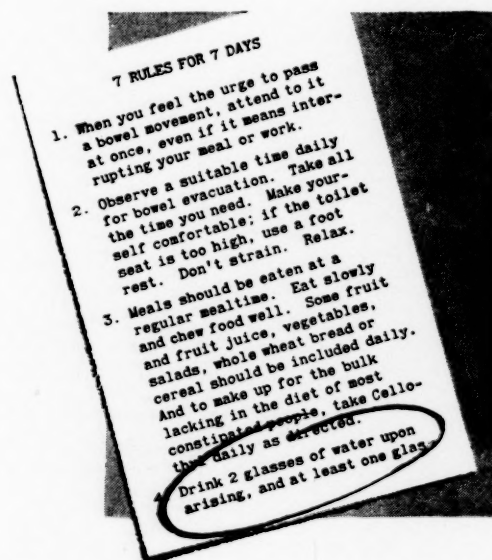 7 RULES FOR 7 DAYS
1. When you feel the urge to pass
a bowel movement, attend to it
at once, even if it means inter-
rupting your meal or work.
2. Observe a suitable time daily
for bowel evacuation. Take all
the time you need. Make your-
self comfortable; if the toilet
seat is too high, use a foot
rest. Don't strain. Relax.
3. Meals should be eaten at a
regular mealtime. Eat slowly
and chew food well. Some fruit
and fruit juice, vegetables,
salads, whole wheat bread or
cereal should be included daily.
And to make up for the bulk
lacking in the diet of most
constipated people, take Cello-
thyl daily as directed.
4. Drink 2 glasses of water upon
arising, and at least one glas